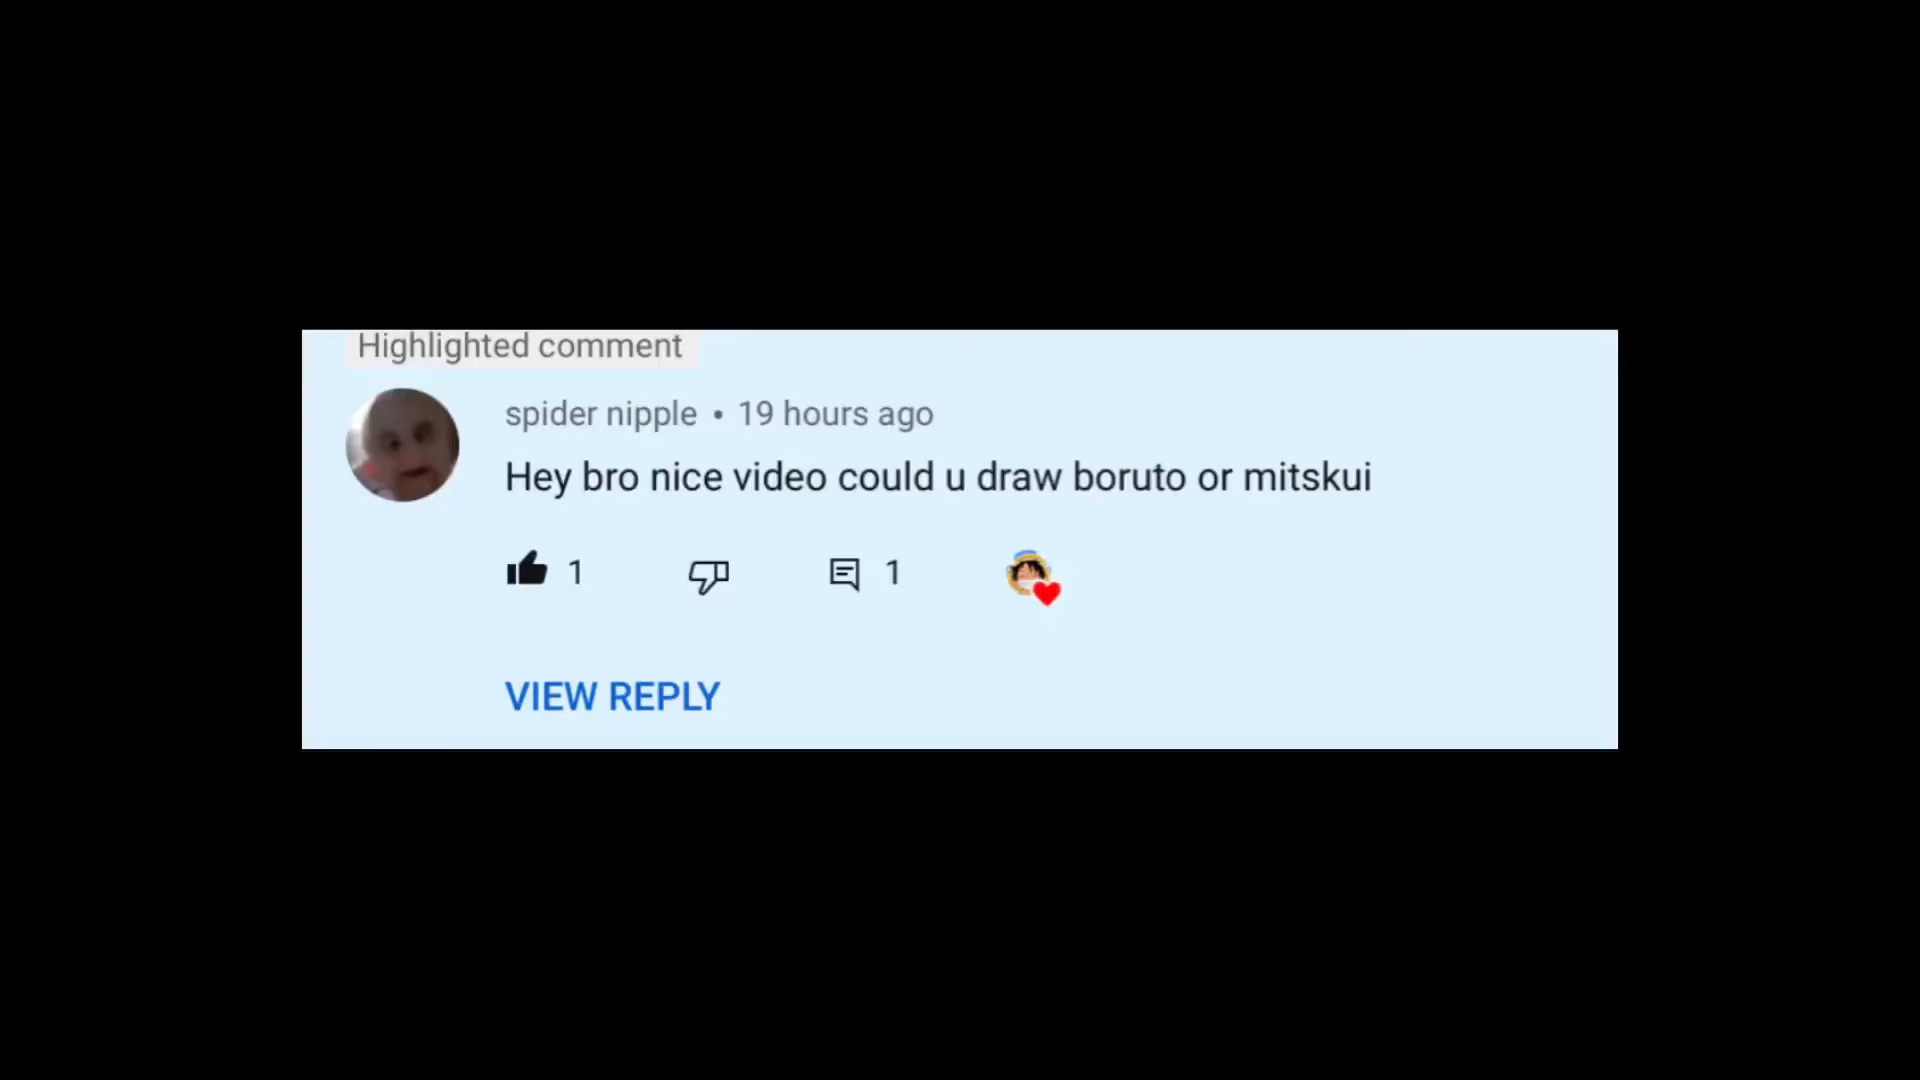 Highlighted comment
spider nipple • 19 hours ago
Hey bro nice video could u draw boruto or mitskui
1 1
VIEW REPLY